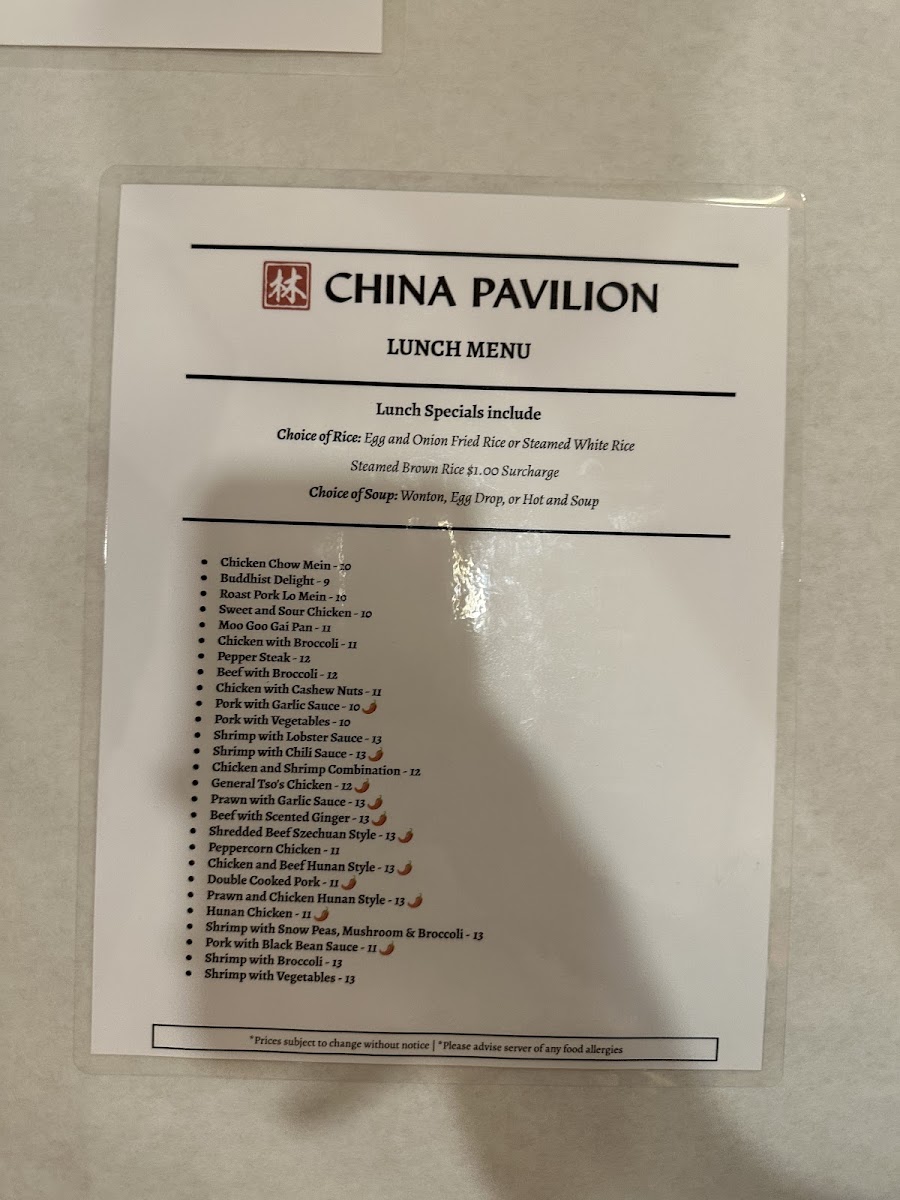 林 CHINA PAVILION
LUNCH MENU
Lunch Specials include
Choice of Rice: Egg and Onion Fried Rice or Steamed White Rice
Steamed Brown Rice $1.00 Surcharge
Choice of Soup: Wonton, Egg Drop, or Hot and Soup
• Chicken Chow Mein - 10
• Buddhist Delight - 9
• Roast Pork Lo Mein - 10
• Sweet and Sour Chicken - 10
• Moo Goo Gai Pan - 11
• Chicken with Broccoli - 11
• Pepper Steak - 12
• Beef with Broccoli - 12
• Chicken with Cashew Nuts - 11
• Pork with Garlic Sauce - 10 🌶
• Pork with Vegetables - 10
• Shrimp with Lobster Sauce - 13
• Shrimp with Chili Sauce - 13 🌶
• Chicken and Shrimp Combination - 12
• General Tso's Chicken - 12 🌶
• Prawn with Garlic Sauce - 13 🌶
• Beef with Scented Ginger - 13 🌶
• Shredded Beef Szechuan Style - 13 🌶
• Peppercorn Chicken - 11
• Chicken and Beef Hunan Style - 13 🌶
• Double Cooked Pork - 11 🌶
• Prawn and Chicken Hunan Style - 13 🌶
• Hunan Chicken - 11 🌶
• Shrimp with Snow Peas, Mushroom & Broccoli - 13
• Pork with Black Bean Sauce - 11 🌶
• Shrimp with Broccoli - 13
• Shrimp with Vegetables - 13
*Prices subject to change without notice | *Please advise server of any food allergies